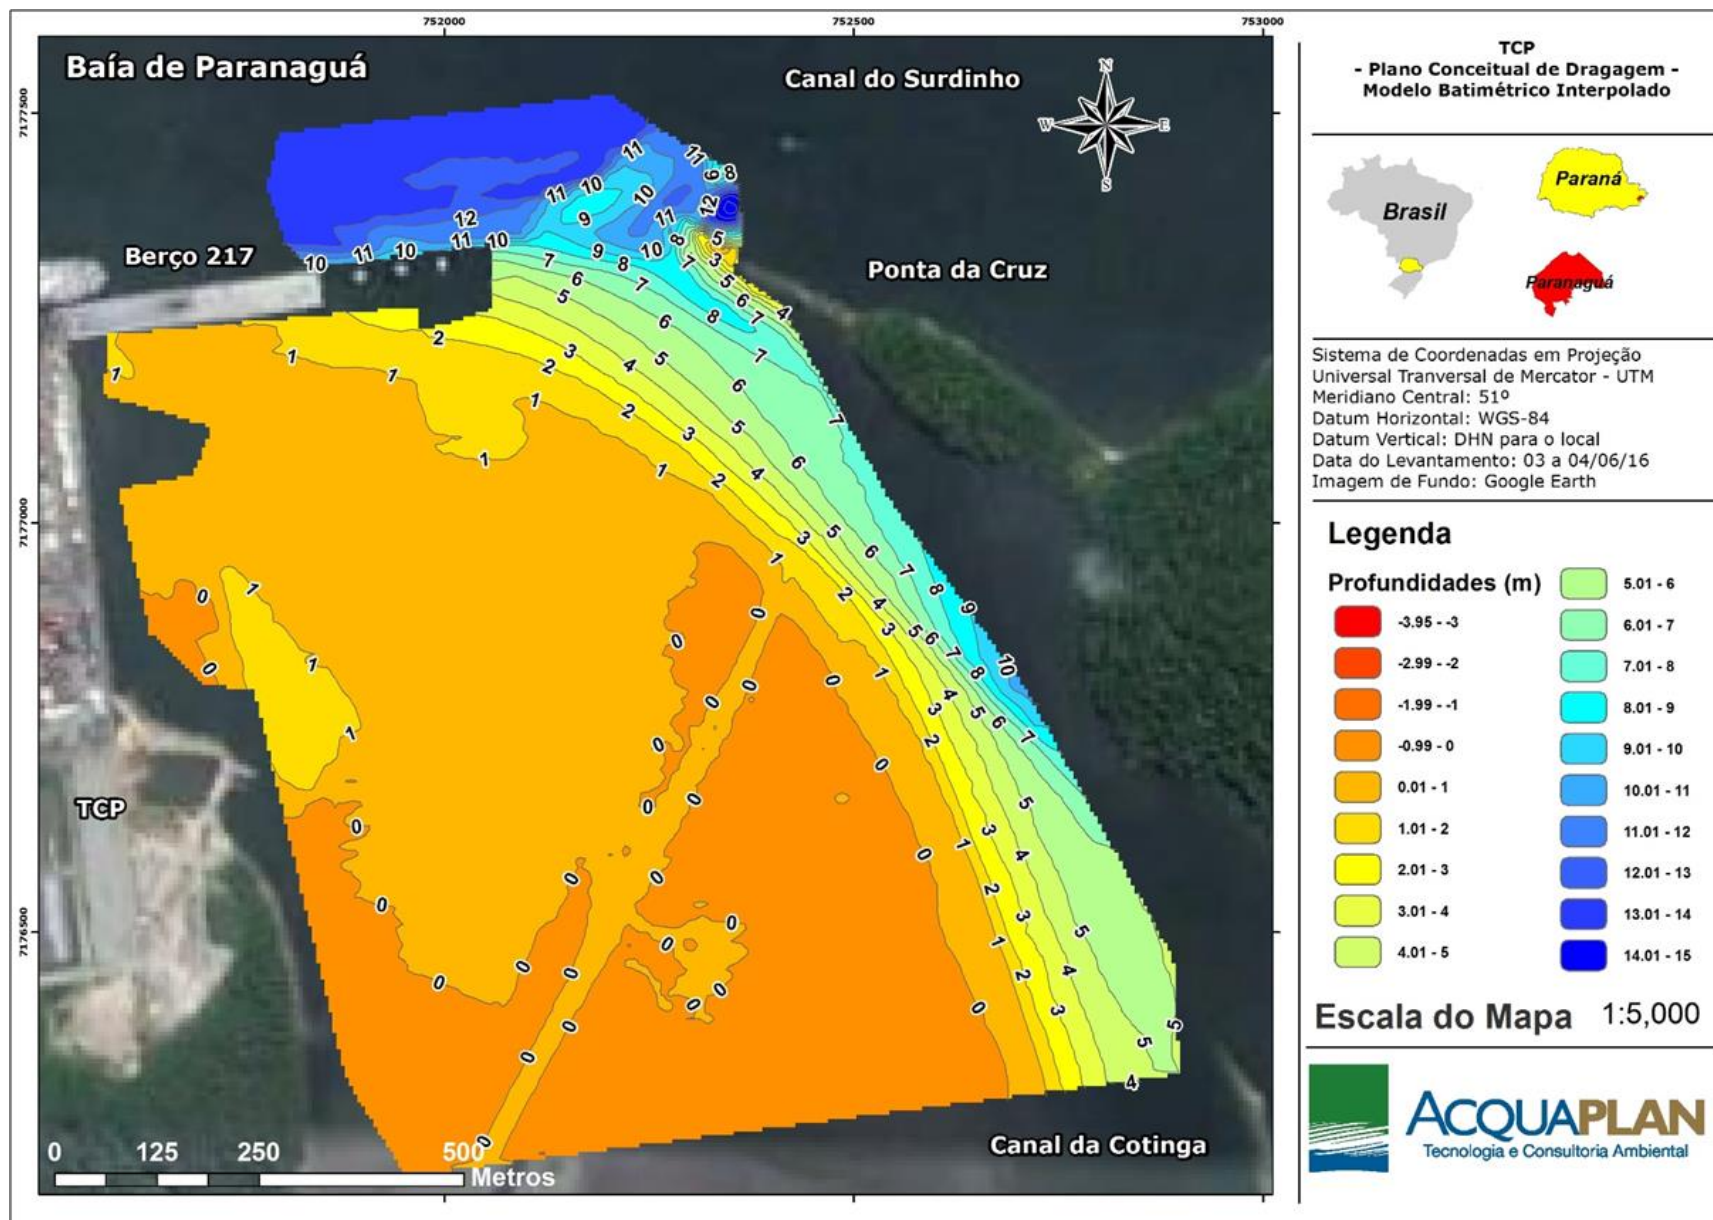 752000
752500
753000
7177500
7177000
7176500
Baía de Paranaguá
Canal do Surdinho
N
W
E
S
Berço 217
Ponta da Cruz
TCP
Canal da Cotinga
0
125
250
500
Metros
TCP
- Plano Conceitual de Dragagem -
Modelo Batimétrico Interpolado
Brasil
Paraná
Paranaguá
Sistema de Coordenadas em Projeção
Universal Tranversal de Mercator - UTM
Meridiano Central: 51º
Datum Horizontal: WGS-84
Datum Vertical: DHN para o local
Data do Levantamento: 03 a 04/06/16
Imagem de Fundo: Google Earth
Legenda
Profundidades (m)
-3.95 - -3
-2.99 - -2
-1.99 - -1
-0.99 - 0
0.01 - 1
1.01 - 2
2.01 - 3
3.01 - 4
4.01 - 5
5.01 - 6
6.01 - 7
7.01 - 8
8.01 - 9
9.01 - 10
10.01 - 11
11.01 - 12
12.01 - 13
13.01 - 14
14.01 - 15
Escala do Mapa 1:5,000
ACQUAPLAN
Tecnologia e Consultoria Ambiental